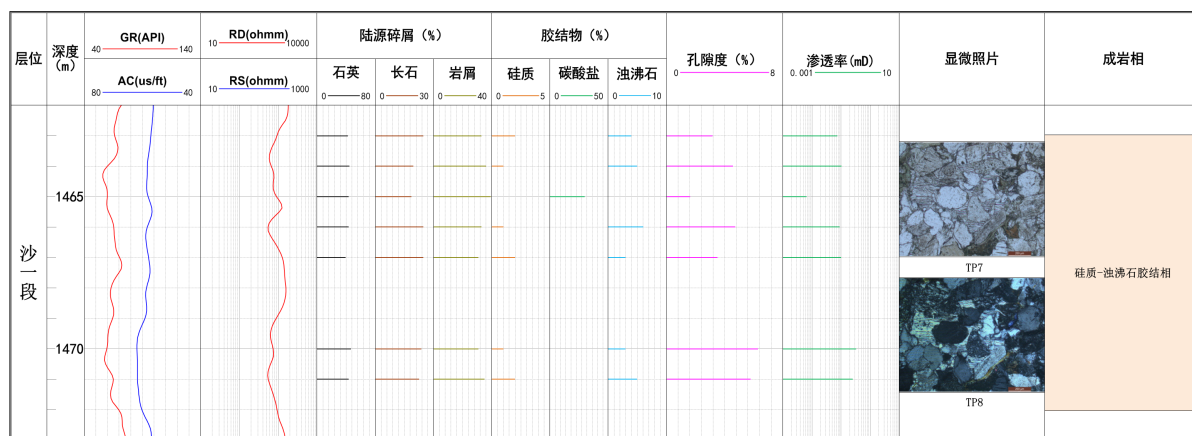 层位
深度
(m)
GR(API)
40 140
AC(us/ft)
80 40
RD(ohmm)
10 10000
RS(ohmm)
10 1000
陆源碎屑（%）
石英
0 80
长石
0 30
岩屑
0 40
胶结物（%）
硅质
0 5
碳酸盐
0 50
浊沸石
0 10
孔隙度（%）
0 8
渗透率(mD)
0.001 10
显微照片
成岩相
1465
1470
沙一段
TP7
TP8
硅质-浊沸石胶结相